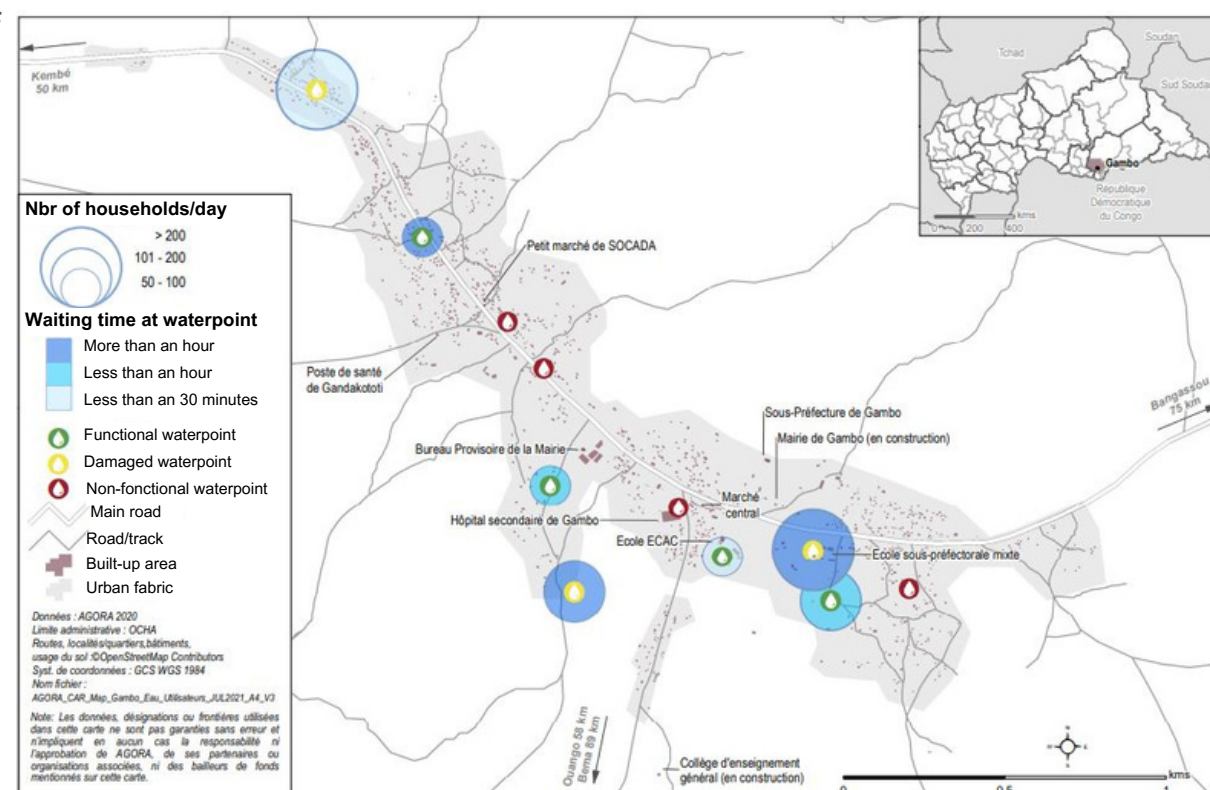 Kembé
50 km
Tchad
Soudan
Sud Soudan
Gambo
République
Démocratique
du Congo
kms
0 200 400
Nbr of households/day
> 200
101 - 200
50 - 100
Waiting time at waterpoint
More than an hour
Less than an hour
Less than an 30 minutes
Functional waterpoint
Damaged waterpoint
Non-fonctional waterpoint
Main road
Road/track
Built-up area
Urban fabric
Données : AGORA 2020
Limite administrative : OCHA
Routes, localités/quartiers,bâtiments,
usage du sol :©OpenStreetMap Contributors
Syst. de coordonnées : GCS WGS 1984
Nom fichier :
AGORA_CAR_Map_Gambo_Eau_Utilisateurs_JUL2021_A4_V3
Note: Les données, désignations ou frontières utilisées
dans cette carte ne sont pas garanties sans erreur et
n'impliquent en aucun cas la responsabilité ni
l'approbation de AGORA, de ses partenaires ou
organisations associées, ni des bailleurs de fonds
mentionnés sur cette carte.
Petit marché de SOCADA
Poste de santé
de Gandakototi
Bangassou
75 km
Sous-Préfecture de Gambo
Mairie de Gambo (en construction)
Bureau Provisoire de la Mairie
Marché
central
Hôpital secondaire de Gambo
Ecole ECAC
Ecole sous-préfectorale mixte
Ouango 58 km
Bema 89 km
Collège d'enseignement
général (en construction)
N
W E
S
kms
0 0.5 1